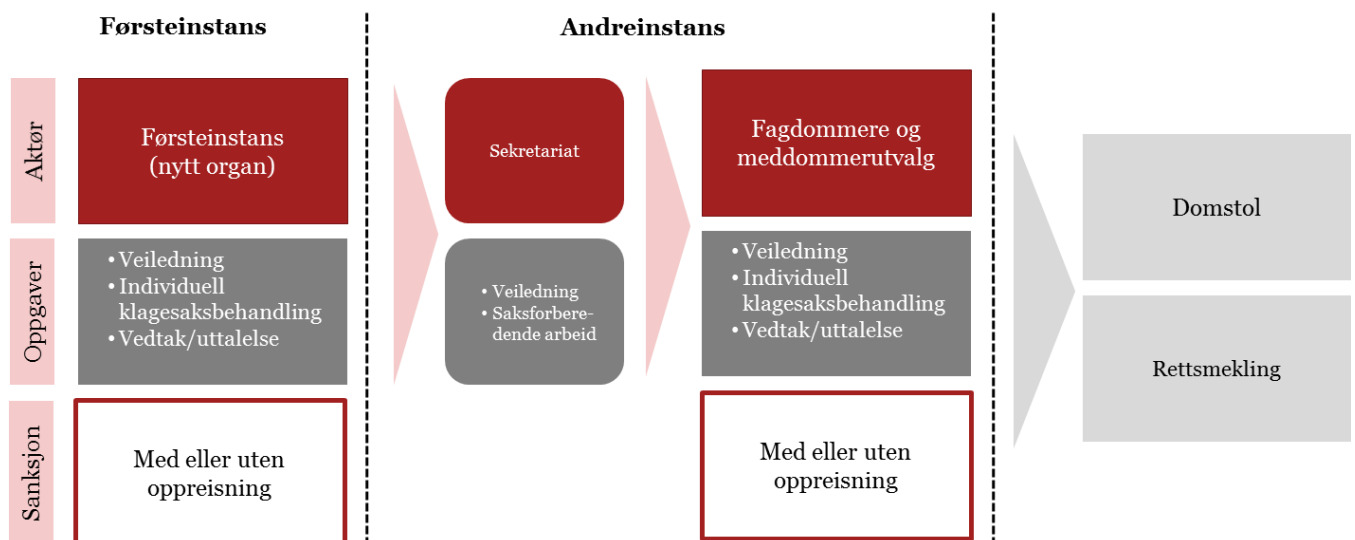 Førsteinstans
Andreinstans
Aktør
Førsteinstans
(nytt organ)
Sekretariat
Fagdommere og
meddommerutvalg
Domstol
Oppgaver
• Veiledning
• Individuell
klagesaksbehandling
• Vedtak/uttalelse
• Veiledning
• Saksforbere-
dende arbeid
• Veiledning
• Individuell
klagesaksbehandling
• Vedtak/uttalelse
Rettsmekling
Sanksjon
Med eller uten
oppreisning
Med eller uten
oppreisning